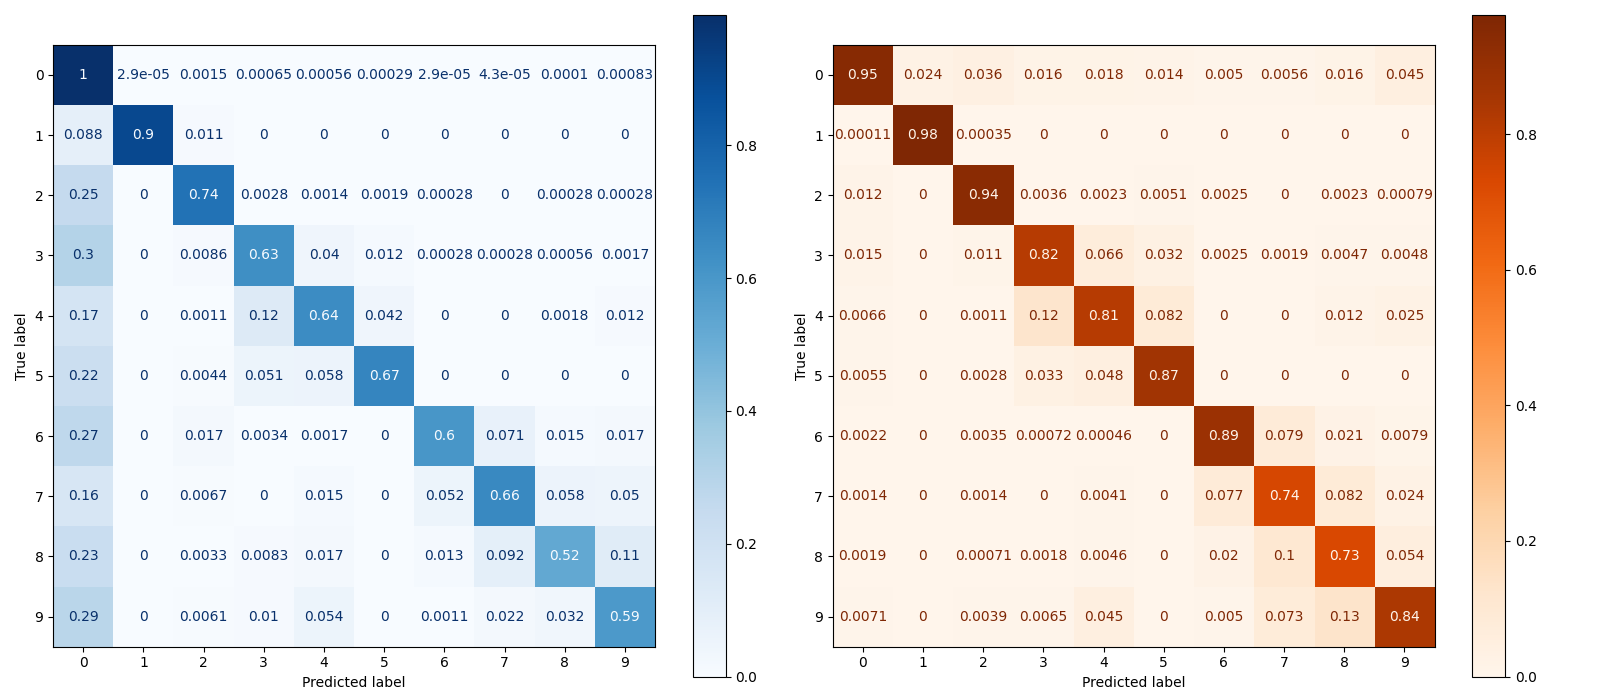 0 1 2.9e-05 0.0015 0.00065 0.00056 0.00029 2.9e-05 4.3e-05 0.0001 0.00083
1 0.088 0.9 0.011 0 0 0 0 0 0 0
2 0.25 0 0.74 0.0028 0.0014 0.0019 0.00028 0 0.00028 0.00028
3 0.3 0 0.0086 0.63 0.04 0.012 0.00028 0.00028 0.00056 0.0017
4 0.17 0 0.0011 0.12 0.64 0.042 0 0 0.0018 0.012
5 0.22 0 0.0044 0.051 0.058 0.67 0 0 0 0
6 0.27 0 0.017 0.0034 0.0017 0 0.6 0.071 0.015 0.017
7 0.16 0 0.0067 0 0.015 0 0.052 0.66 0.058 0.05
8 0.23 0 0.0033 0.0083 0.017 0 0.013 0.092 0.52 0.11
9 0.29 0 0.0061 0.01 0.054 0 0.0011 0.022 0.032 0.59
0 1 2 3 4 5 6 7 8 9
Predicted label
True label
0.8
0.6
0.4
0.2
0.0
0 0.95 0.024 0.036 0.016 0.018 0.014 0.005 0.0056 0.016 0.045
1 0.00011 0.98 0.00035 0 0 0 0 0 0 0
2 0.012 0 0.94 0.0036 0.0023 0.0051 0.0025 0 0.0023 0.00079
3 0.015 0 0.011 0.82 0.066 0.032 0.0025 0.0019 0.0047 0.0048
4 0.0066 0 0.0011 0.12 0.81 0.082 0 0 0.012 0.025
5 0.0055 0 0.0028 0.033 0.048 0.87 0 0 0 0
6 0.0022 0 0.0035 0.00072 0.00046 0 0.89 0.079 0.021 0.0079
7 0.0014 0 0.0014 0 0.0041 0 0.077 0.74 0.082 0.024
8 0.0019 0 0.00071 0.0018 0.0046 0 0.02 0.1 0.73 0.054
9 0.0071 0 0.0039 0.0065 0.045 0 0.005 0.073 0.13 0.84
0 1 2 3 4 5 6 7 8 9
Predicted label
True label
0.8
0.6
0.4
0.2
0.0